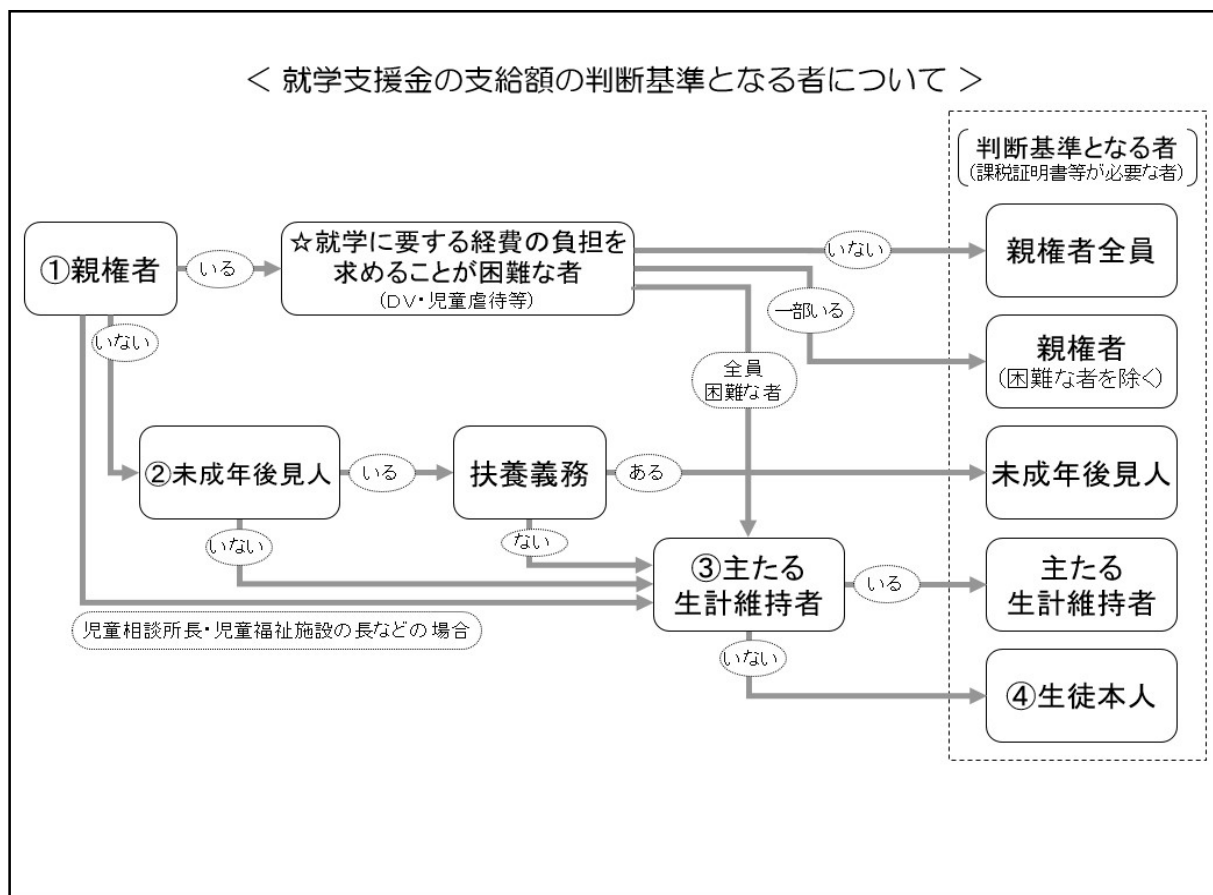 ＜ 就学支援金の支給額の判断基準となる者について ＞
判断基準となる者
(課税証明書等が必要な者)
①親権者
いる
☆就学に要する経費の負担を
求めることが困難な者
(DV・児童虐待等)
いない
親権者全員
一部いる
親権者
(困難な者を除く)
いない
全員
困難な者
②未成年後見人
いる
扶養義務
ある
未成年後見人
いない
ない
③主たる
生計維持者
いる
主たる
生計維持者
児童相談所長・児童福祉施設の長などの場合
いない
④生徒本人